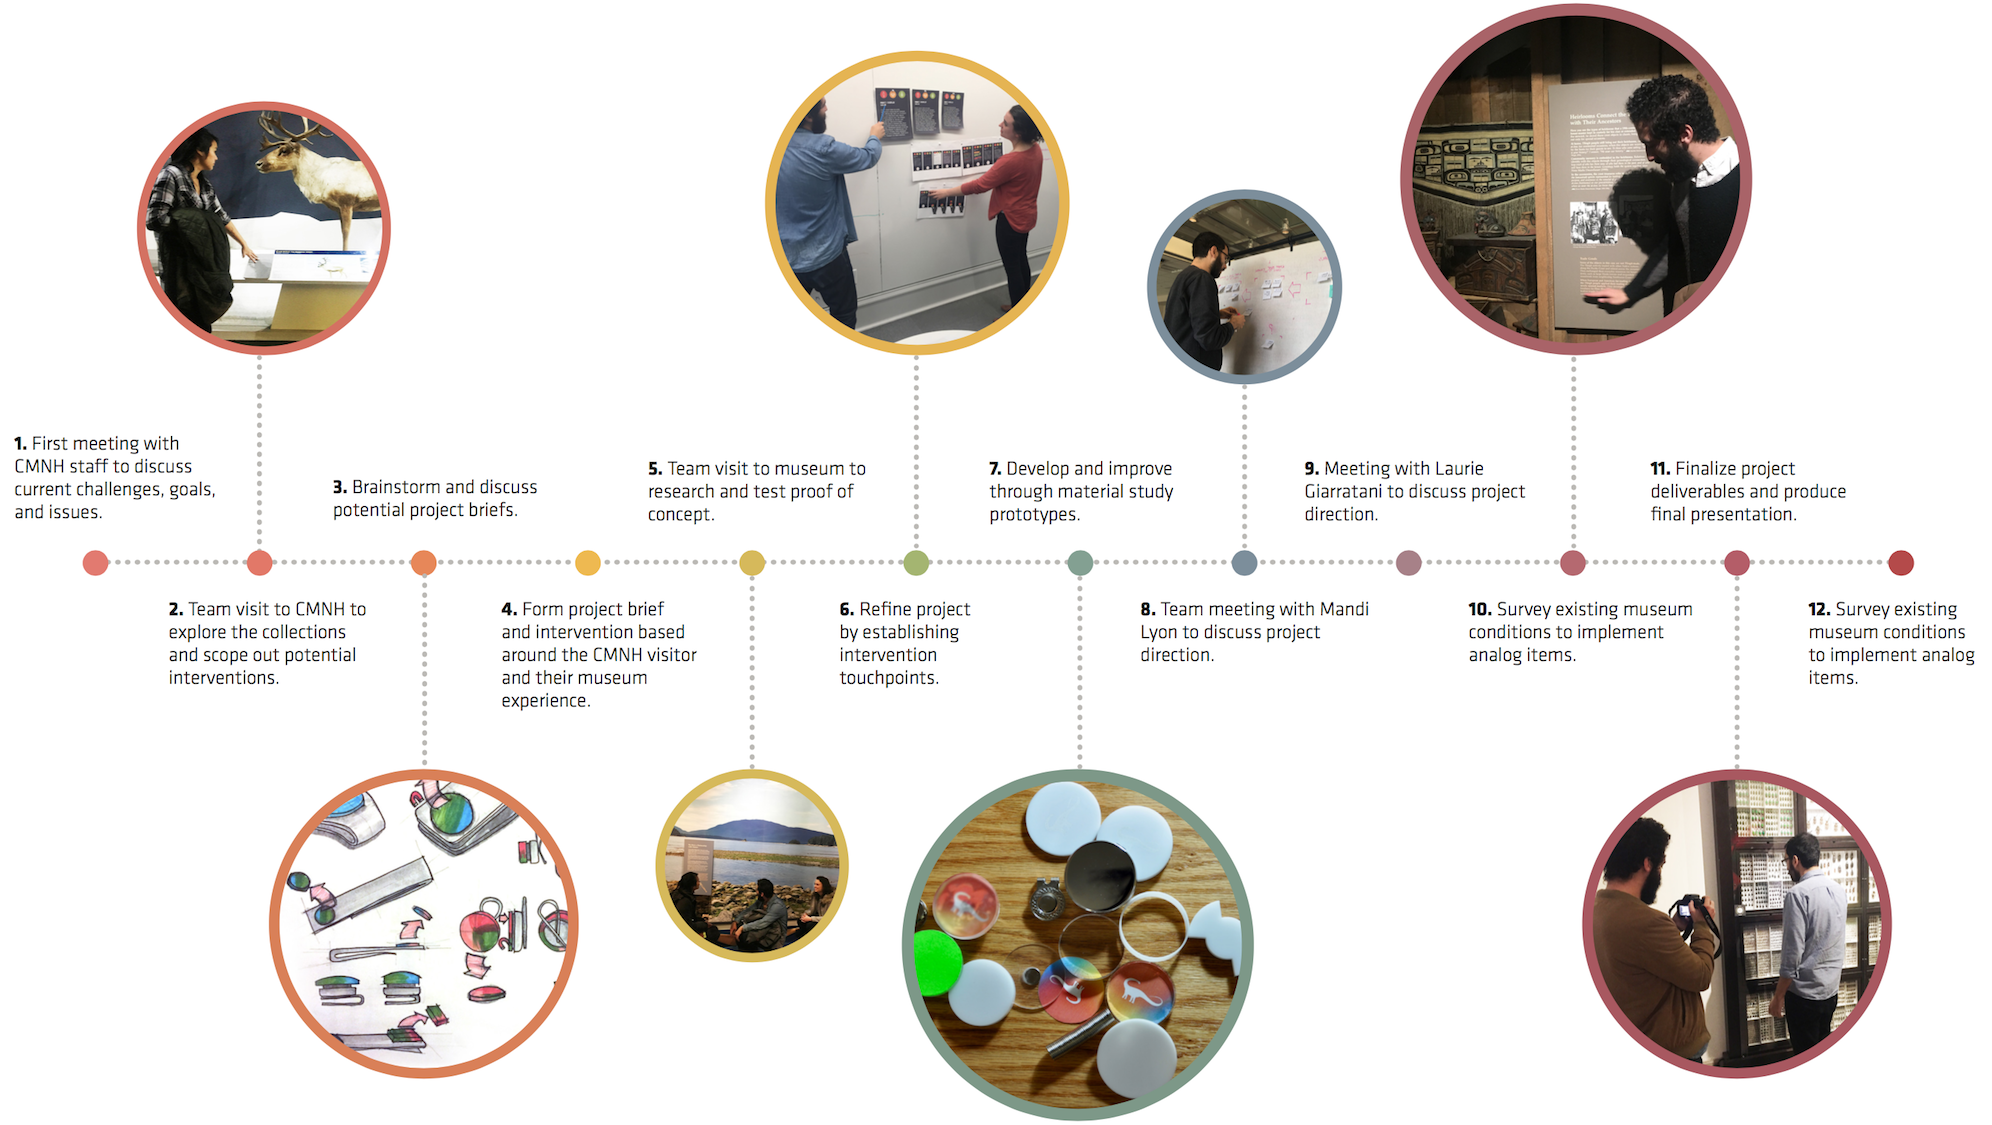 1. First meeting with
CMNH staff to discuss
current challenges, goals,
and issues.
2. Team visit to CMNH to
explore the collections
and scope out potential
interventions.
3. Brainstorm and discuss
potential project briefs.
4. Form project brief
and intervention based
around the CMNH visitor
and their museum
experience.
5. Team visit to museum to
research and test proof of
concept.
6. Refine project
by establishing
intervention
touchpoints.
7. Develop and improve
through material study
prototypes.
8. Team meeting with Mandi
Lyon to discuss project
direction.
9. Meeting with Laurie
Giarratani to discuss project
direction.
10. Survey existing museum
conditions to implement
analog items.
11. Finalize project
deliverables and produce
final presentation.
12. Survey existing
museum conditions
to implement analog
items.
Heirlooms Connect the
with Their Ancestors